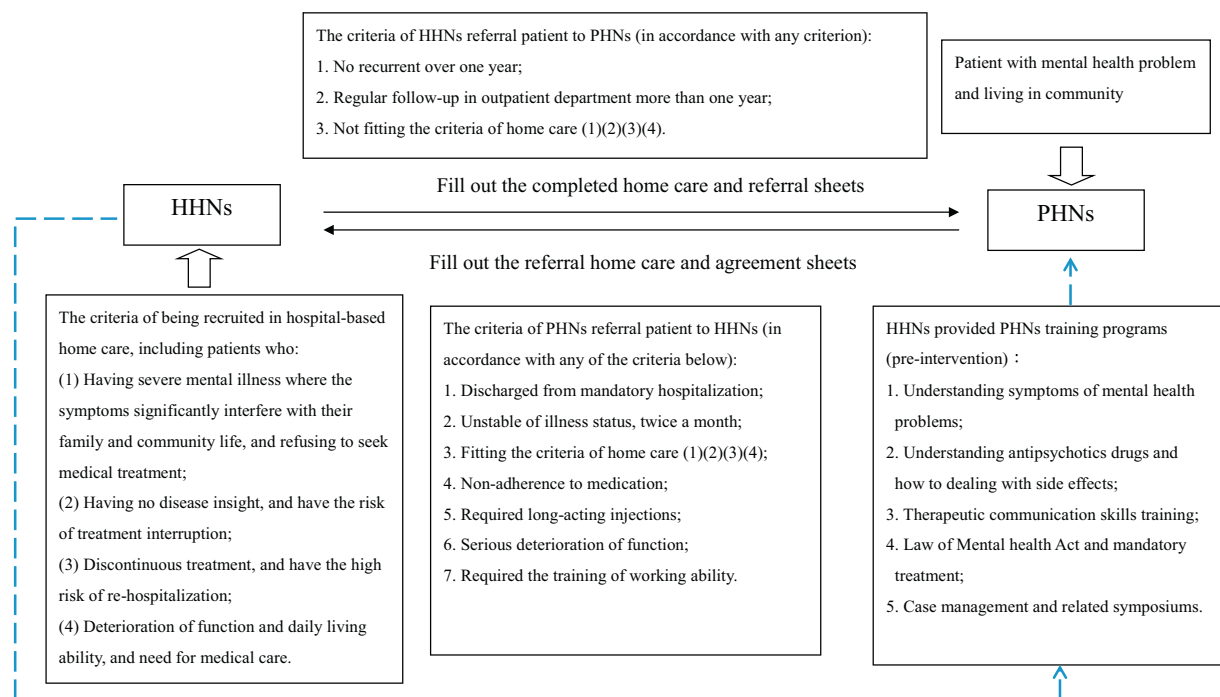 The criteria of HHNs referral patient to PHNs (in accordance with any criterion):
1. No recurrent over one year;
2. Regular follow-up in outpatient department more than one year;
3. Not fitting the criteria of home care (1)(2)(3)(4).
Patient with mental health problem
and living in community
HHNs
Fill out the completed home care and referral sheets
PHNs
Fill out the referral home care and agreement sheets
The criteria of being recruited in hospital-based
home care, including patients who:
(1) Having severe mental illness where the
symptoms significantly interfere with their
family and community life, and refusing to seek
medical treatment;
(2) Having no disease insight, and have the risk
of treatment interruption;
(3) Discontinuous treatment, and have the high
risk of re-hospitalization;
(4) Deterioration of function and daily living
ability, and need for medical care.
The criteria of PHNs referral patient to HHNs (in
accordance with any of the criteria below):
1. Discharged from mandatory hospitalization;
2. Unstable of illness status, twice a month;
3. Fitting the criteria of home care (1)(2)(3)(4);
4. Non-adherence to medication;
5. Required long-acting injections;
6. Serious deterioration of function;
7. Required the training of working ability.
HHNs provided PHNs training programs
(pre-intervention)：
1. Understanding symptoms of mental health
problems;
2. Understanding antipsychotics drugs and
how to dealing with side effects;
3. Therapeutic communication skills training;
4. Law of Mental health Act and mandatory
treatment;
5. Case management and related symposiums.